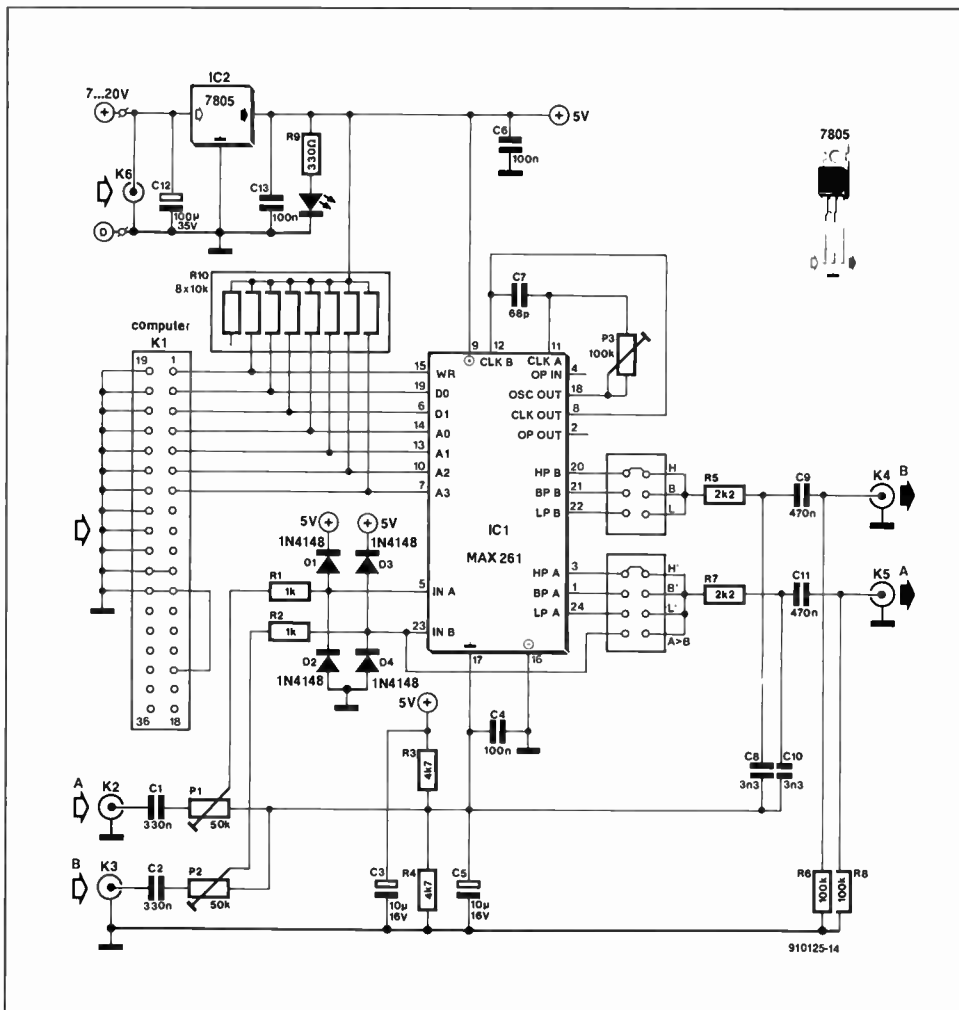 7...20V
IC2
7805
R9
330Ω
C6
100n
5V
7805
K6
C12
100µ
35V
C13
100n
0
R10
8x10k
C7
68p
computer
K1
P3
100k
19
1
9
12
11
CLK B
CLK A
15
WR
OP IN
4
19
D0
OSC OUT
18
6
D1
CLK OUT
8
14
A0
OP OUT
2
13
A1
10
A2
7
A3
HP B
20
BP B
21
LP B
22
H
B
L
R5
2k2
C9
470n
K4
B
5V
5V
1N4148
1N4148
D1
D3
IC1
MAX 261
R1
1k
5
IN A
R2
1k
23
IN B
HP A
3
BP A
1
LP A
24
H'
B'
L'
A>B
R7
2k2
C11
470n
K5
A
D2
D4
1N4148
1N4148
17
16
36
18
5V
C4
100n
R3
4k7
C8
3n3
C10
3n3
A
K2
C1
330n
P1
50k
B
K3
C2
330n
P2
50k
C3
10µ
16V
R4
4k7
C5
10µ
16V
R6
100k
R8
100k
910125-14